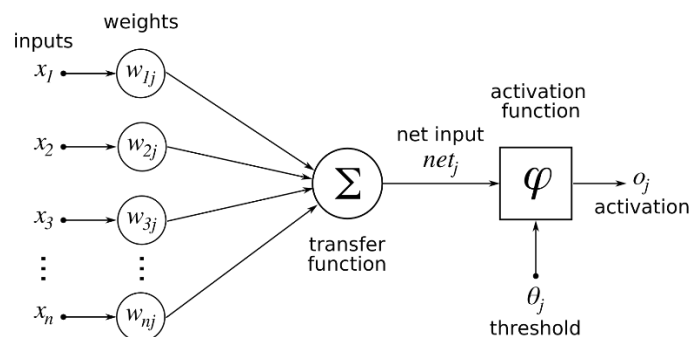 inputs
weights
x₁ w₁ⱼ
x₂ w₂ⱼ
x₃ w₃ⱼ
⋮ ⋮
xₙ wₙⱼ
Σ
transfer
function
net input
netⱼ
activation
function
φ
oⱼ
activation
θⱼ
threshold